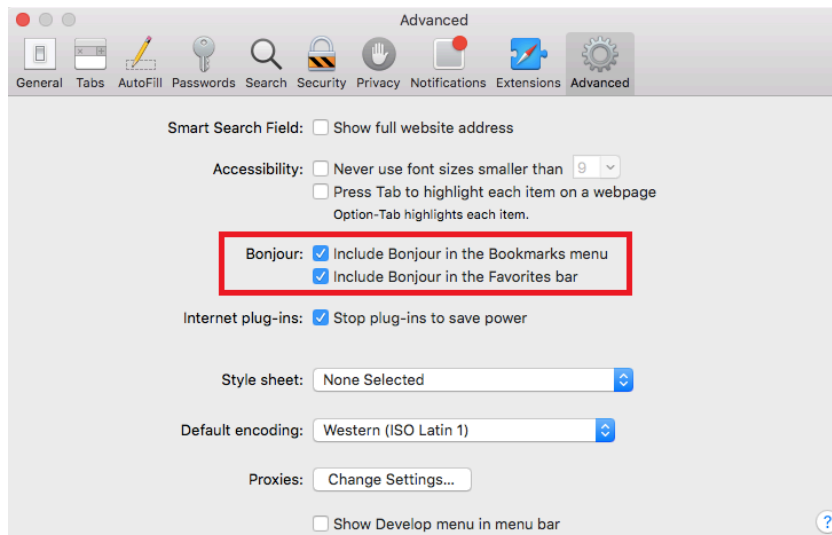 Advanced
General Tabs AutoFill Passwords Search Security Privacy Notifications Extensions Advanced
Smart Search Field: Show full website address
Accessibility: Never use font sizes smaller than 9
Press Tab to highlight each item on a webpage
Option-Tab highlights each item.
Bonjour: Include Bonjour in the Bookmarks menu
Include Bonjour in the Favorites bar
Internet plug-ins: Stop plug-ins to save power
Style sheet: None Selected
Default encoding: Western (ISO Latin 1)
Proxies: Change Settings...
Show Develop menu in menu bar
?